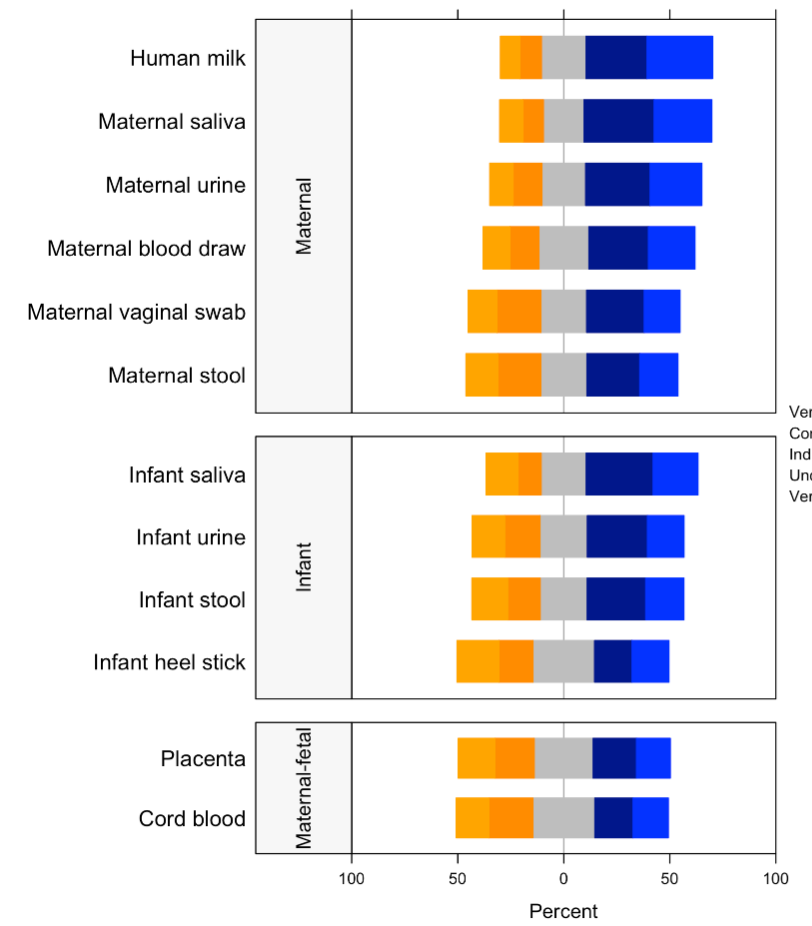 Human milk
Maternal saliva
Maternal urine
Maternal blood draw
Maternal vaginal swab
Maternal stool
Maternal
Infant saliva
Infant urine
Infant stool
Infant heel stick
Infant
Placenta
Cord blood
Maternal-fetal
100 50 0 50 100
Percent